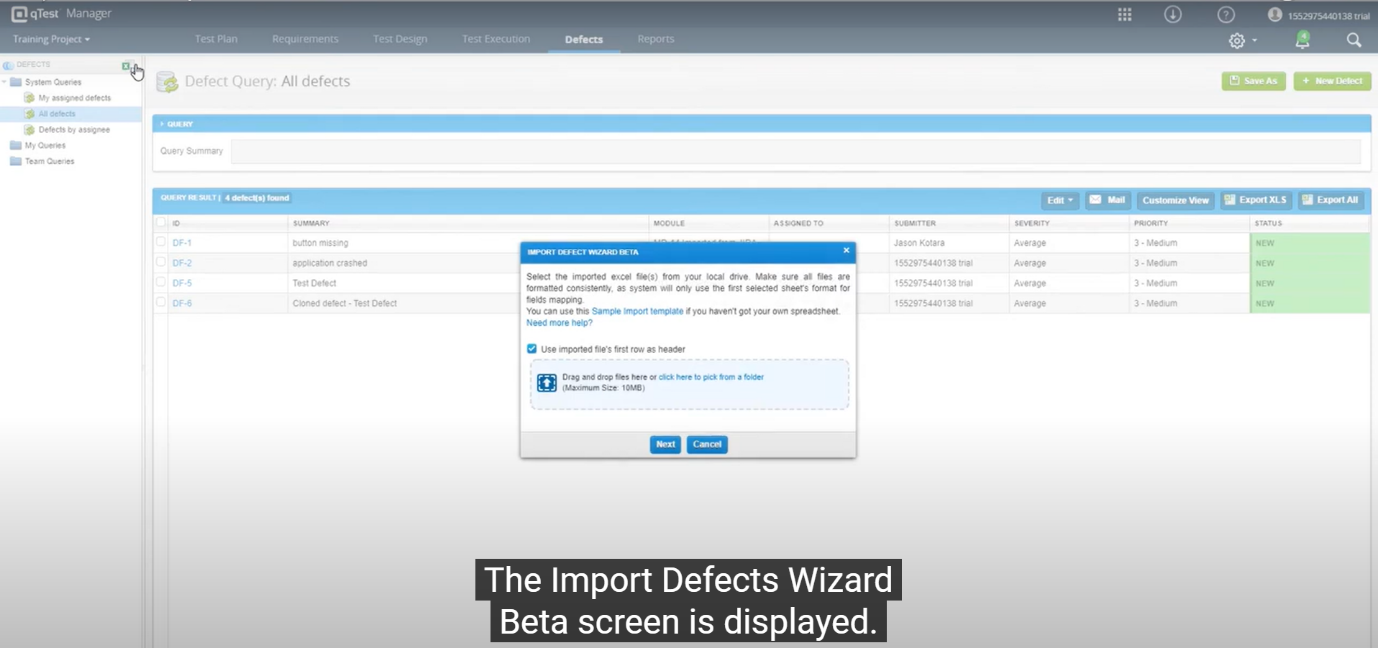 qTest Manager
1552975440138 trial
Training Project
Test Plan
Requirements
Test Design
Test Execution
Defects
Reports
4
DEFECTS
System Queries
My assigned defects
All defects
Defects by assignee
My Queries
Team Queries
Defect Query: All defects
Save As
+ New Defect
QUERY
Query Summary
QUERY RESULT | 4 defect(s) found
Edit
Mail
Customize View
Export XLS
Export All
ID SUMMARY MODULE ASSIGNED TO SUBMITTER SEVERITY PRIORITY STATUS
DF-1 button missing Jason Kotara Average 3 - Medium NEW
DF-2 application crashed 1552975440138 trial Average 3 - Medium NEW
DF-5 Test Defect 1552975440138 trial Average 3 - Medium NEW
DF-6 Cloned defect - Test Defect 1552975440138 trial Average 3 - Medium NEW
IMPORT DEFECT WIZARD BETA
Select the imported excel file(s) from your local drive. Make sure all files are
formatted consistently, as system will only use the first selected sheet's format for
fields mapping.
You can use this Sample Import template if you haven't got your own spreadsheet.
Need more help?
Use imported file's first row as header
Drag and drop files here or click here to pick from a folder
(Maximum Size: 10MB)
Next
Cancel
The Import Defects Wizard
Beta screen is displayed.